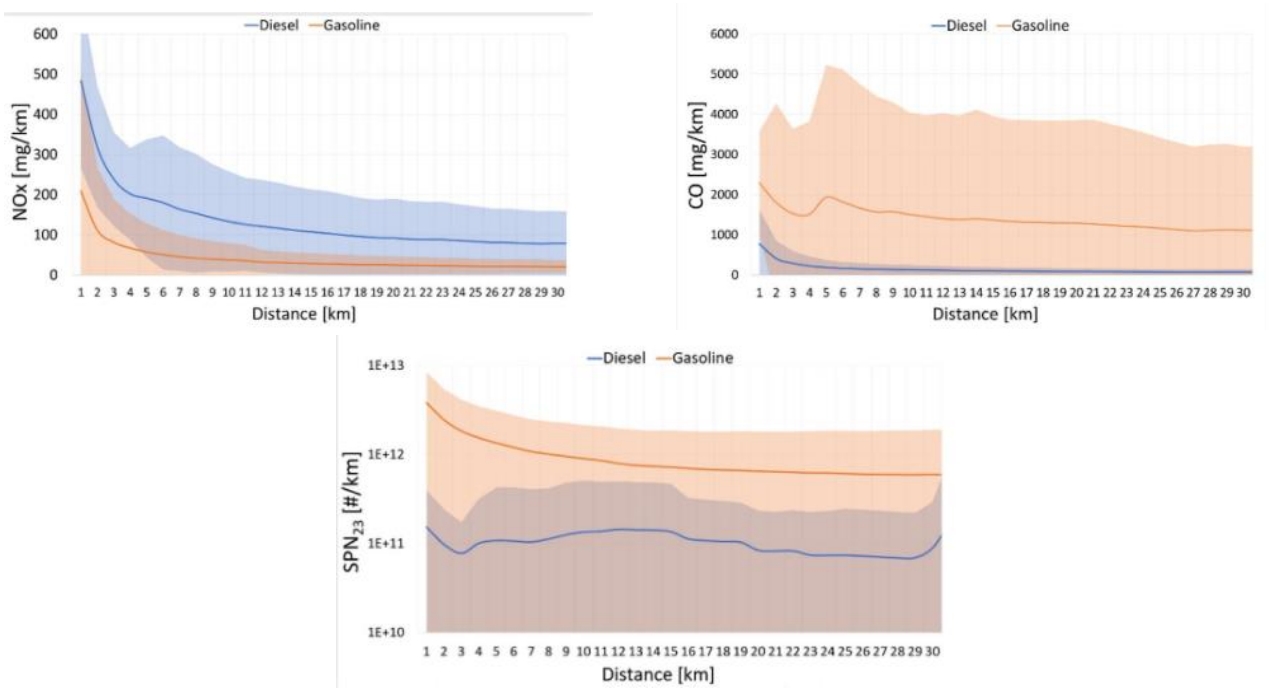 Diesel Gasoline
600
500
400
300
200
100
0
NOx [mg/km]
1 2 3 4 5 6 7 8 9 10 11 12 13 14 15 16 17 18 19 20 21 22 23 24 25 26 27 28 29 30
Distance [km]
Diesel Gasoline
6000
5000
4000
3000
2000
1000
0
CO [mg/km]
1 2 3 4 5 6 7 8 9 10 11 12 13 14 15 16 17 18 19 20 21 22 23 24 25 26 27 28 29 30
Distance [km]
Diesel Gasoline
1E+13
1E+12
1E+11
1E+10
SPN23 [#/km]
1 2 3 4 5 6 7 8 9 10 11 12 13 14 15 16 17 18 19 20 21 22 23 24 25 26 27 28 29 30
Distance [km]